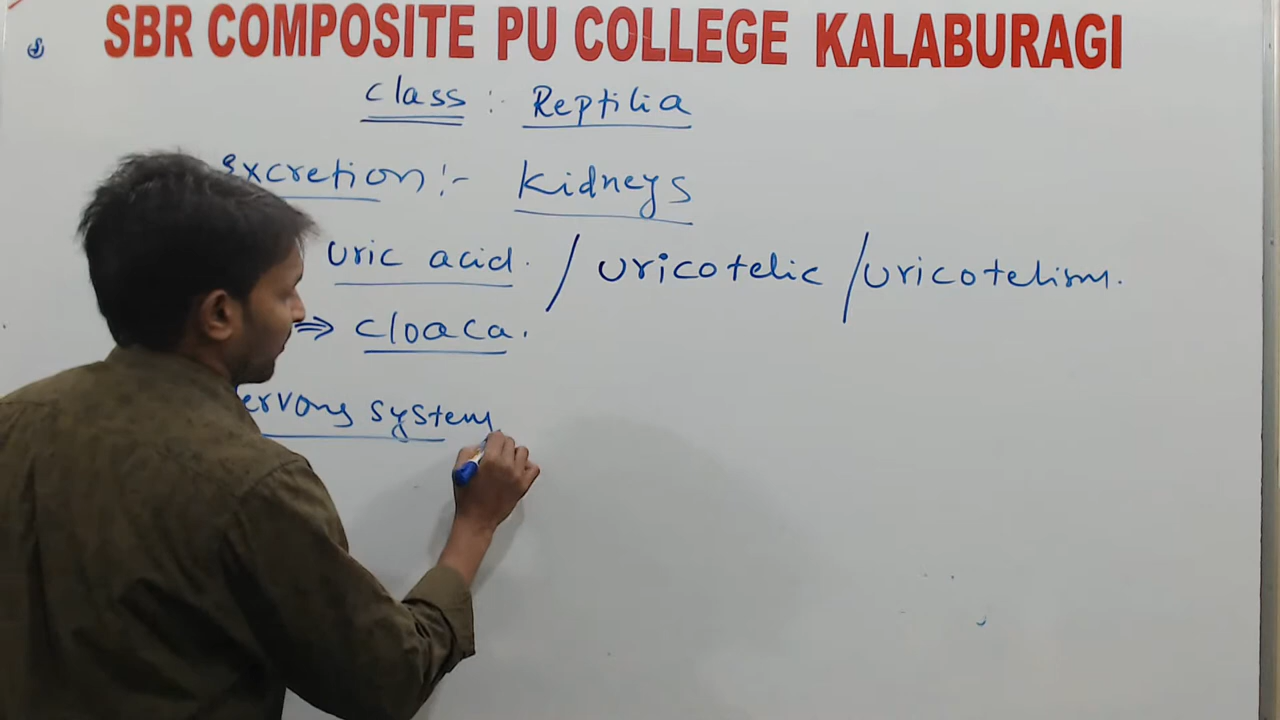 SBR COMPOSITE PU COLLEGE KALABURAGI
class : Reptilia
Excretion :- Kidneys
uric acid. / uricotelic / uricotelism.
⇒ cloaca.
ervous system